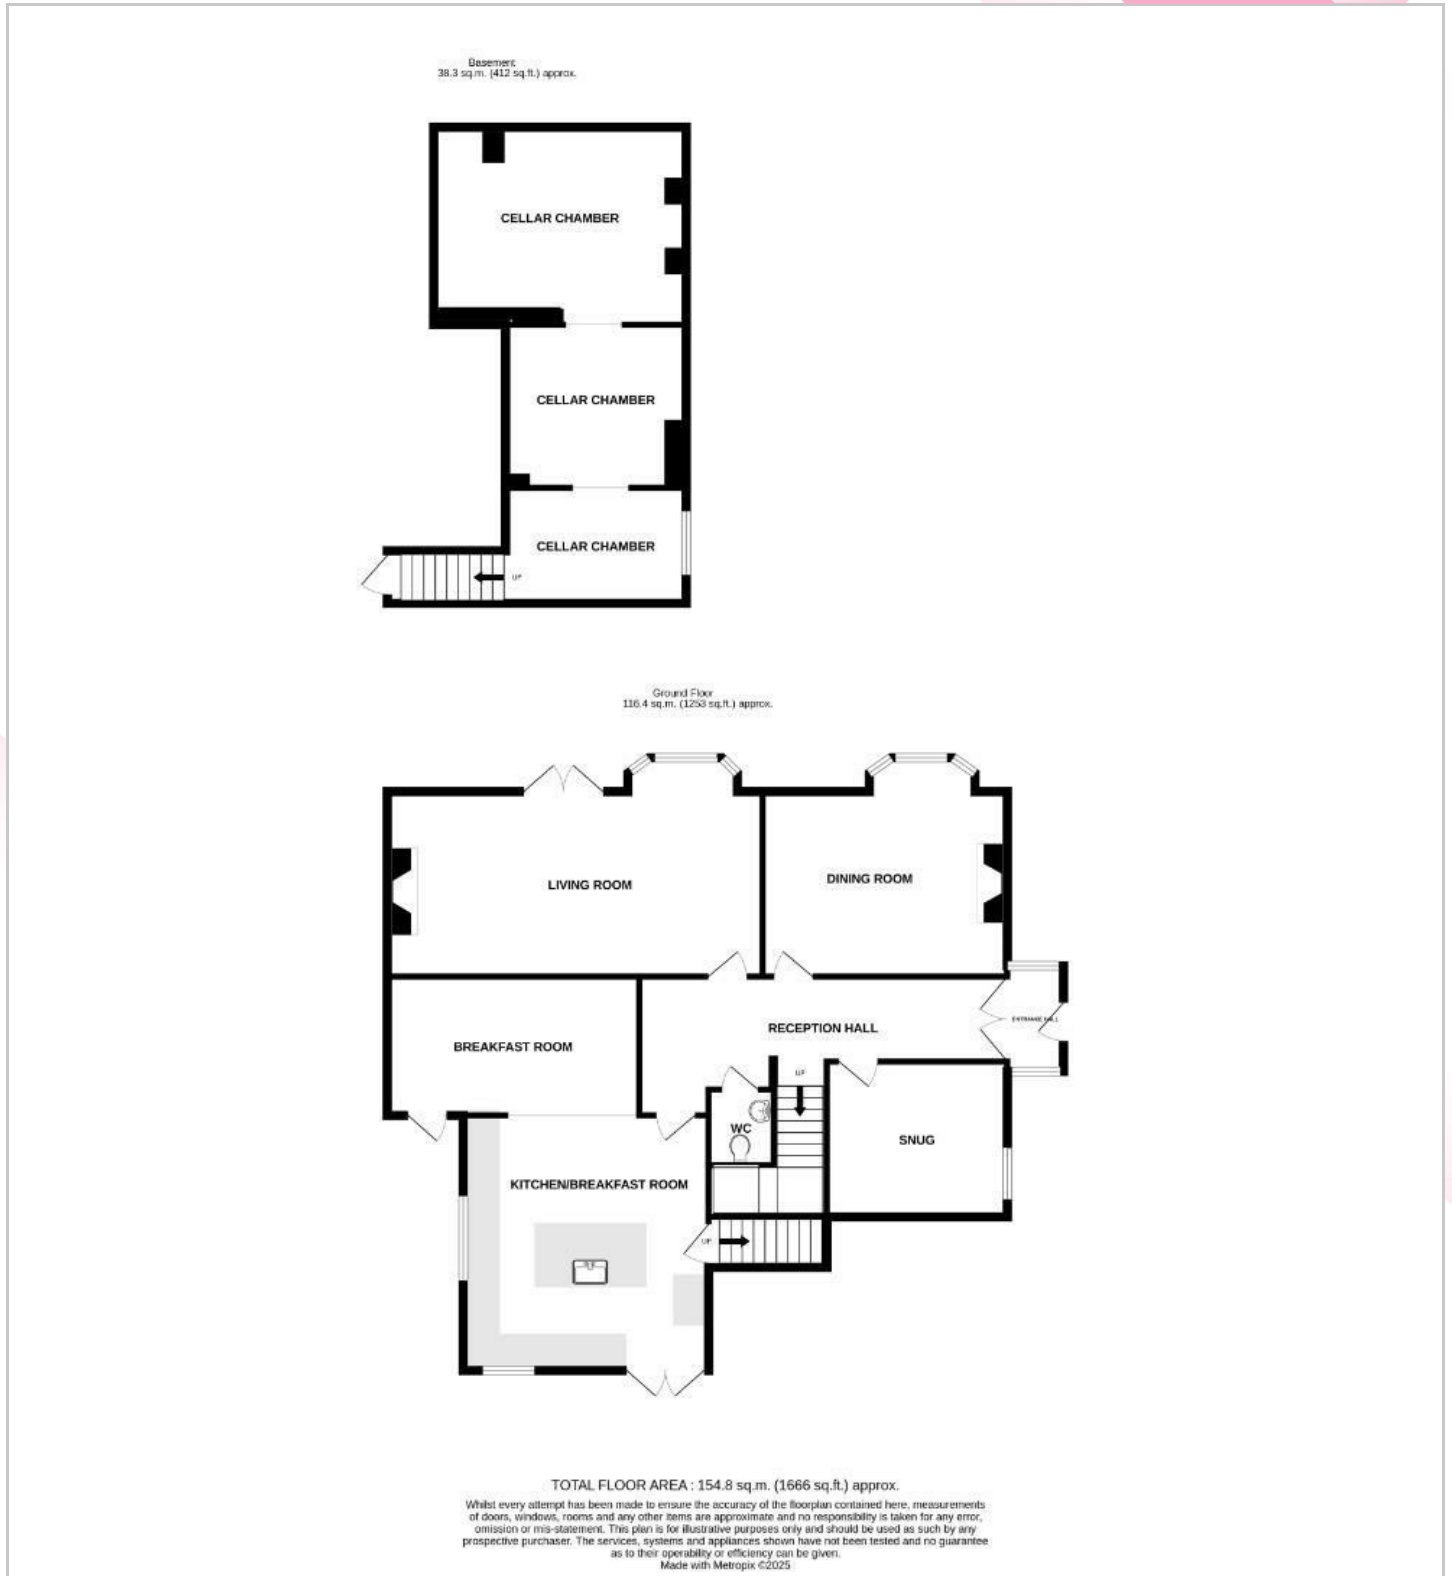 Basement
38.3 sq.m. (412 sq.ft.) approx.
CELLAR CHAMBER
CELLAR CHAMBER
CELLAR CHAMBER
UP
Ground Floor
116.4 sq.m. (1253 sq.ft.) approx.
LIVING ROOM
DINING ROOM
ENTRANCE HALL
RECEPTION HALL
BREAKFAST ROOM
UP
WC
SNUG
KITCHEN/BREAKFAST ROOM
UP
TOTAL FLOOR AREA : 154.8 sq.m. (1666 sq.ft.) approx.
Whilst every attempt has been made to ensure the accuracy of the floorplan contained here, measurements
of doors, windows, rooms and any other items are approximate and no responsibility is taken for any error,
omission or mis-statement. This plan is for illustrative purposes only and should be used as such by any
prospective purchaser. The services, systems and appliances shown have not been tested and no guarantee
as to their operability or efficiency can be given.
Made with Metropix ©2025